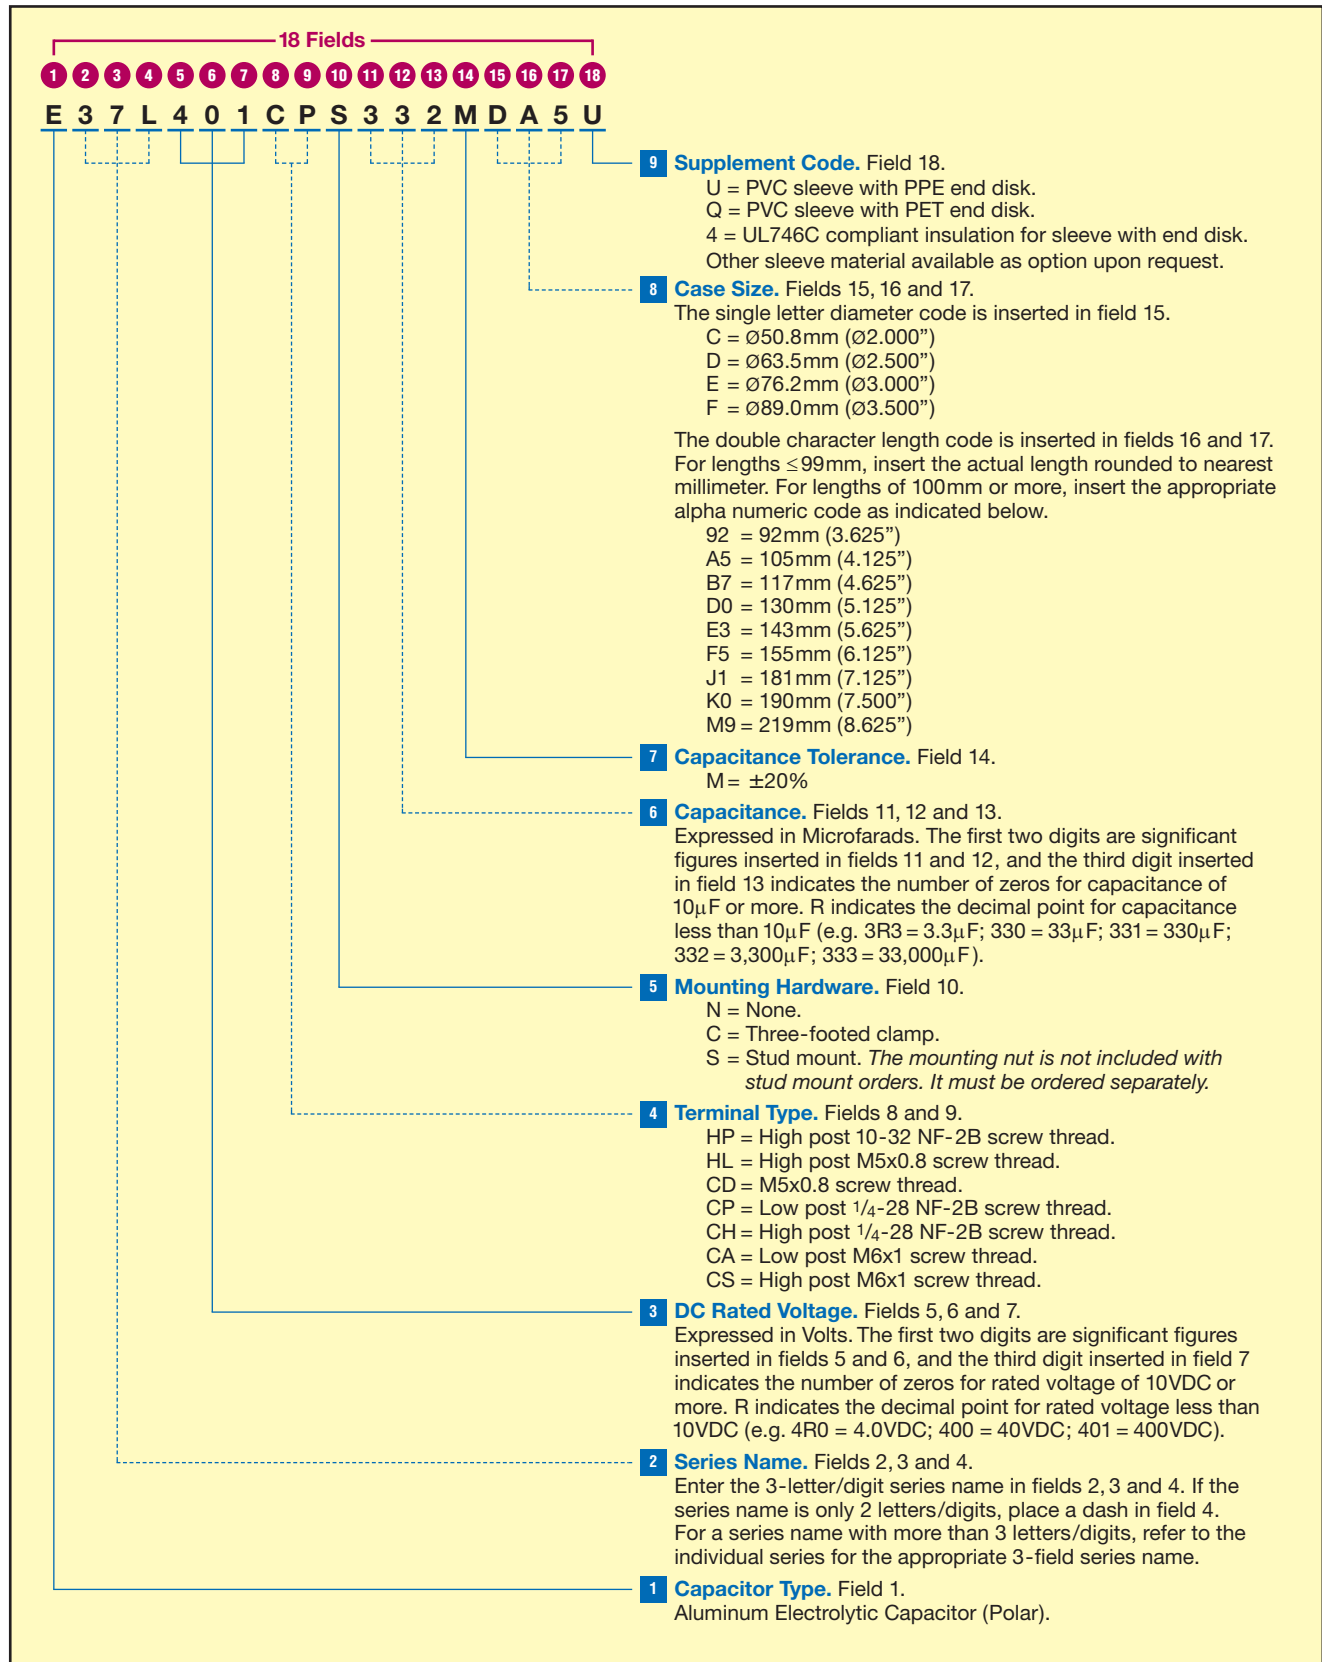 18 Fields
1 2 3 4 5 6 7 8 9 10 11 12 13 14 15 16 17 18
E 3 7 L 4 0 1 C P S 3 3 2 M D A 5 U
9 Supplement Code. Field 18.
U = PVC sleeve with PPE end disk.
Q = PVC sleeve with PET end disk.
4 = UL746C compliant insulation for sleeve with end disk.
Other sleeve material available as option upon request.
8 Case Size. Fields 15, 16 and 17.
The single letter diameter code is inserted in field 15.
C = Ø50.8mm (Ø2.000”)
D = Ø63.5mm (Ø2.500”)
E = Ø76.2mm (Ø3.000”)
F = Ø89.0mm (Ø3.500”)
The double character length code is inserted in fields 16 and 17.
For lengths ≤99mm, insert the actual length rounded to nearest
millimeter. For lengths of 100mm or more, insert the appropriate
alpha numeric code as indicated below.
92 = 92mm (3.625”)
A5 = 105mm (4.125”)
B7 = 117mm (4.625”)
D0 = 130mm (5.125”)
E3 = 143mm (5.625”)
F5 = 155mm (6.125”)
J1 = 181mm (7.125”)
K0 = 190mm (7.500”)
M9 = 219mm (8.625”)
7 Capacitance Tolerance. Field 14.
M = ±20%
6 Capacitance. Fields 11, 12 and 13.
Expressed in Microfarads. The first two digits are significant
figures inserted in fields 11 and 12, and the third digit inserted
in field 13 indicates the number of zeros for capacitance of
10μF or more. R indicates the decimal point for capacitance
less than 10μF (e.g. 3R3 = 3.3μF; 330 = 33μF; 331 = 330μF;
332 = 3,300μF; 333 = 33,000μF).
5 Mounting Hardware. Field 10.
N = None.
C = Three-footed clamp.
S = Stud mount. The mounting nut is not included with
stud mount orders. It must be ordered separately.
4 Terminal Type. Fields 8 and 9.
HP = High post 10-32 NF-2B screw thread.
HL = High post M5x0.8 screw thread.
CD = M5x0.8 screw thread.
CP = Low post 1/4-28 NF-2B screw thread.
CH = High post 1/4-28 NF-2B screw thread.
CA = Low post M6x1 screw thread.
CS = High post M6x1 screw thread.
3 DC Rated Voltage. Fields 5, 6 and 7.
Expressed in Volts. The first two digits are significant figures
inserted in fields 5 and 6, and the third digit inserted in field 7
indicates the number of zeros for rated voltage of 10VDC or
more. R indicates the decimal point for rated voltage less than
10VDC (e.g. 4R0 = 4.0VDC; 400 = 40VDC; 401 = 400VDC).
2 Series Name. Fields 2, 3 and 4.
Enter the 3-letter/digit series name in fields 2, 3 and 4. If the
series name is only 2 letters/digits, place a dash in field 4.
For a series name with more than 3 letters/digits, refer to the
individual series for the appropriate 3-field series name.
1 Capacitor Type. Field 1.
Aluminum Electrolytic Capacitor (Polar).